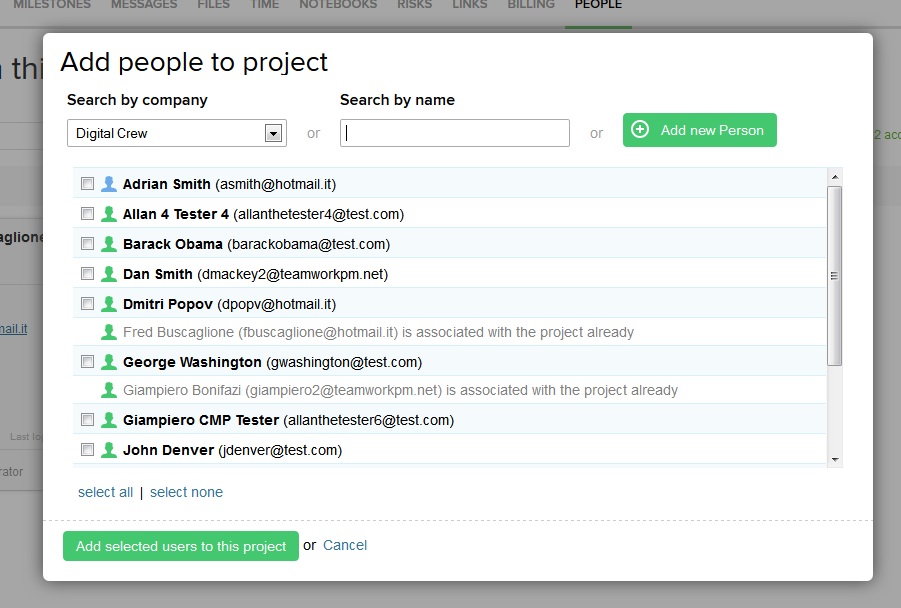 MILESTONES MESSAGES FILES TIME NOTEBOOKS RISKS LINKS BILLING PEOPLE
Add people to project
Search by company Search by name
Digital Crew or or Add new Person
Adrian Smith (asmith@hotmail.it)
Allan 4 Tester 4 (allanthetester4@test.com)
Barack Obama (barackobama@test.com)
Dan Smith (dmackey2@teamworkpm.net)
Dmitri Popov (dpopv@hotmail.it)
Fred Buscaglione (fbuscaglione@hotmail.it) is associated with the project already
George Washington (gwashington@test.com)
Giampiero Bonifazi (giampiero2@teamworkpm.net) is associated with the project already
Giampiero CMP Tester (allanthetester6@test.com)
John Denver (jdenver@test.com)
select all | select none
Add selected users to this project or Cancel